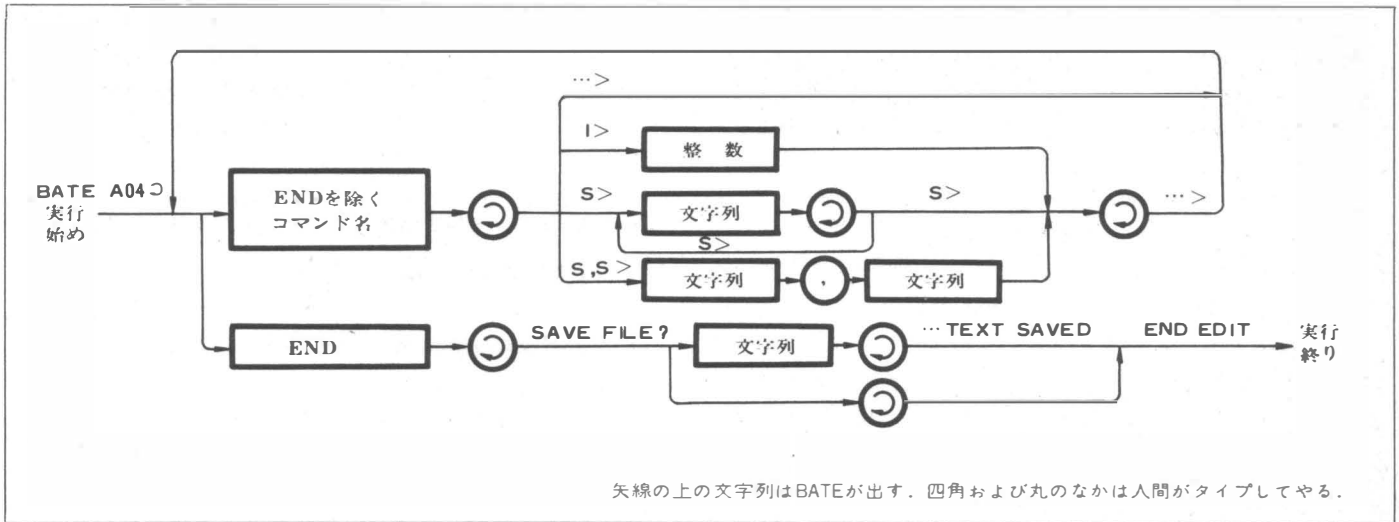 …>
I>
整 数
BATE A04⊃
実行
始め
ENDを除く
コマンド名
S>
文字列
S>
…>
S>
S,S>
文字列
,
文字列
END
SAVE FILE?
文字列
…TEXT SAVED
END EDIT
実行
終り
矢線の上の文字列はBATEが出す.四角および丸のなかは人間がタイプしてやる.